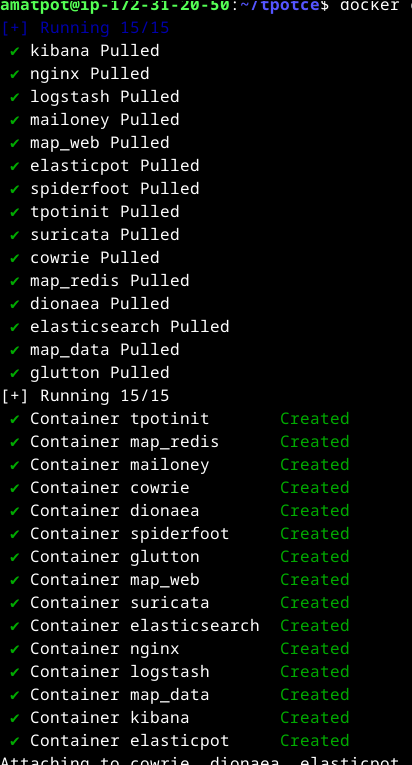 amatpot@ip-172-31-20-50:~/tpotce$ docker
[+] Running 15/15
✔ kibana Pulled
✔ nginx Pulled
✔ logstash Pulled
✔ mailoney Pulled
✔ map_web Pulled
✔ elasticpot Pulled
✔ spiderfoot Pulled
✔ tpotinit Pulled
✔ suricata Pulled
✔ cowrie Pulled
✔ map_redis Pulled
✔ dionaea Pulled
✔ elasticsearch Pulled
✔ map_data Pulled
✔ glutton Pulled
[+] Running 15/15
✔ Container tpotinit Created
✔ Container map_redis Created
✔ Container mailoney Created
✔ Container cowrie Created
✔ Container dionaea Created
✔ Container spiderfoot Created
✔ Container glutton Created
✔ Container map_web Created
✔ Container suricata Created
✔ Container elasticsearch Created
✔ Container nginx Created
✔ Container logstash Created
✔ Container map_data Created
✔ Container kibana Created
✔ Container elasticpot Created
Attaching to cowrie, dionaea, elasticpot